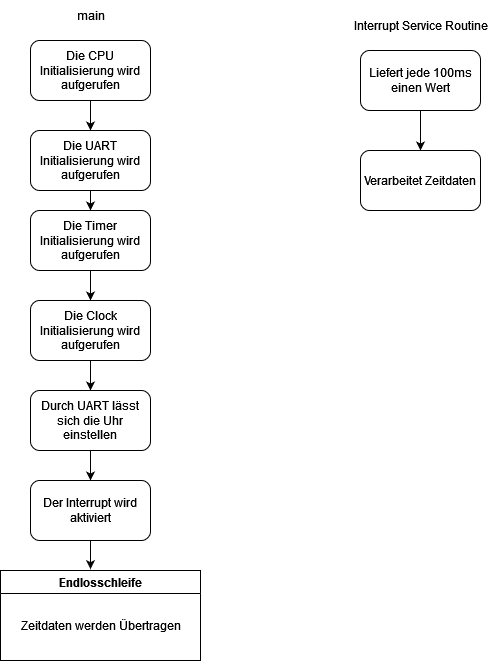 main
Die CPU
Initialisierung wird
aufgerufen
Die UART
Initialisierung wird
aufgerufen
Die Timer
Initialisierung wird
aufgerufen
Die Clock
Initialisierung wird
aufgerufen
Durch UART lässt
sich die Uhr
einstellen
Der Interrupt wird
aktiviert
Endlosschleife
Zeitdaten werden Übertragen
Interrupt Service Routine
Liefert jede 100ms
einen Wert
Verarbeitet Zeitdaten